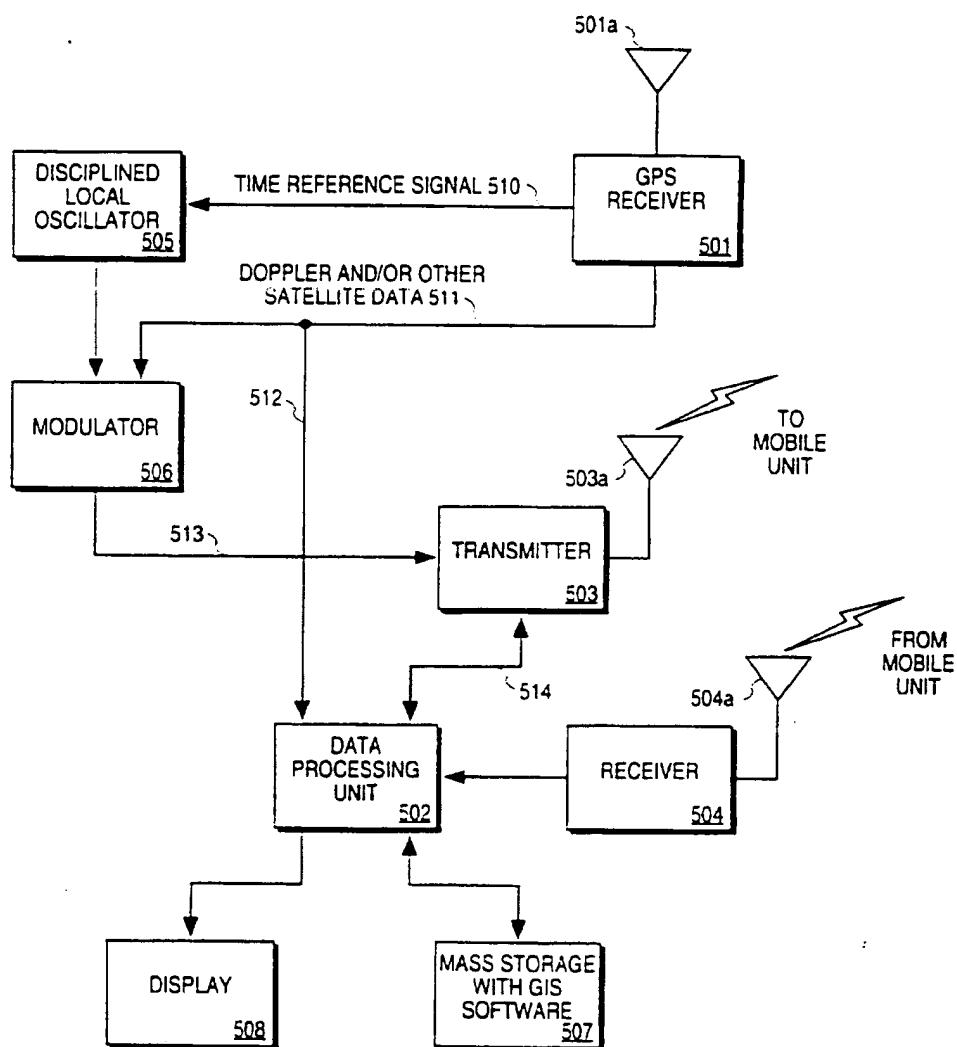 501a
DISCIPLINED
LOCAL
OSCILLATOR
505
TIME REFERENCE SIGNAL 510
GPS
RECEIVER
501
DOPPLER AND/OR OTHER
SATELLITE DATA 511
MODULATOR
506
512
TO
MOBILE
UNIT
503a
513
TRANSMITTER
503
FROM
MOBILE
UNIT
504a
514
DATA
PROCESSING
UNIT
502
RECEIVER
504
DISPLAY
508
MASS STORAGE
WITH GIS
SOFTWARE
507